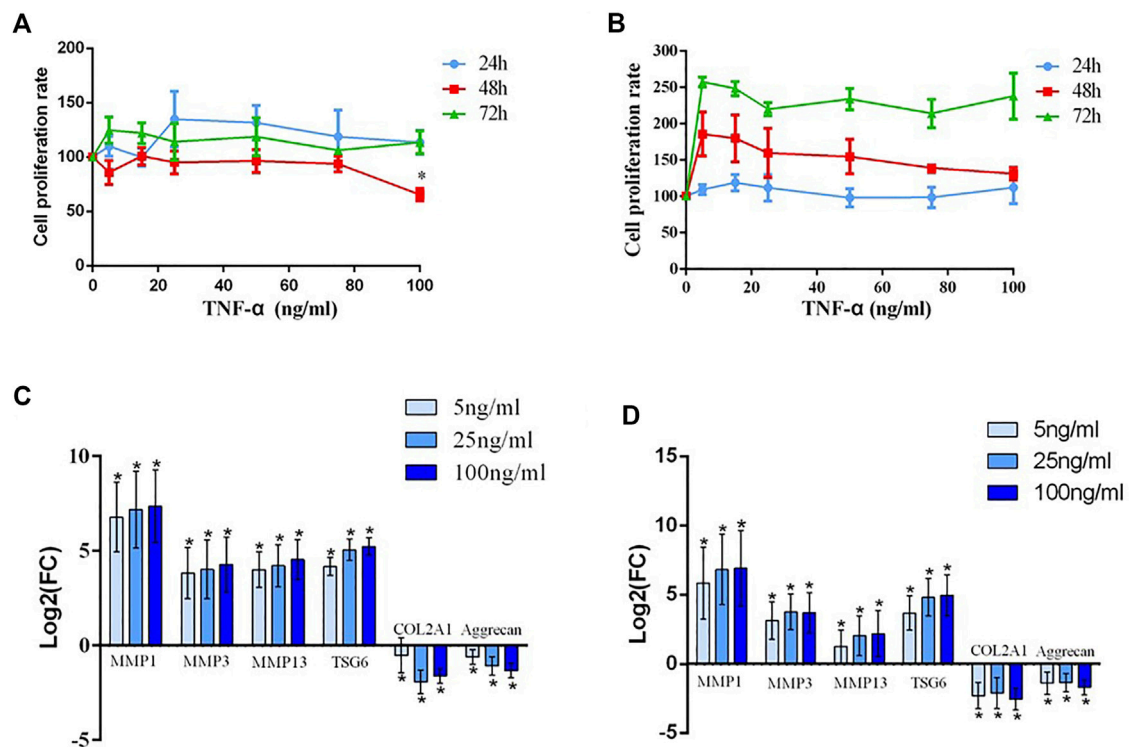 A
200
150
100
50
0
0 20 40 60 80 100
Cell proliferation rate
TNF-α (ng/ml)
24h
48h
72h
*
B
300
250
200
150
100
50
0
0 20 40 60 80 100
Cell proliferation rate
TNF-α (ng/ml)
24h
48h
72h
C
5ng/ml
25ng/ml
100ng/ml
10
5
0
-5
Log2(FC)
* * * * * * * * * * * *
COL2A1 Aggrecan
MMP1 MMP3 MMP13 TSG6
* * * * * *
D
5ng/ml
25ng/ml
100ng/ml
15
10
5
0
-5
Log2(FC)
* * * * * * * * * * * *
COL2A1 Aggrecan
MMP1 MMP3 MMP13 TSG6
* * * * * *